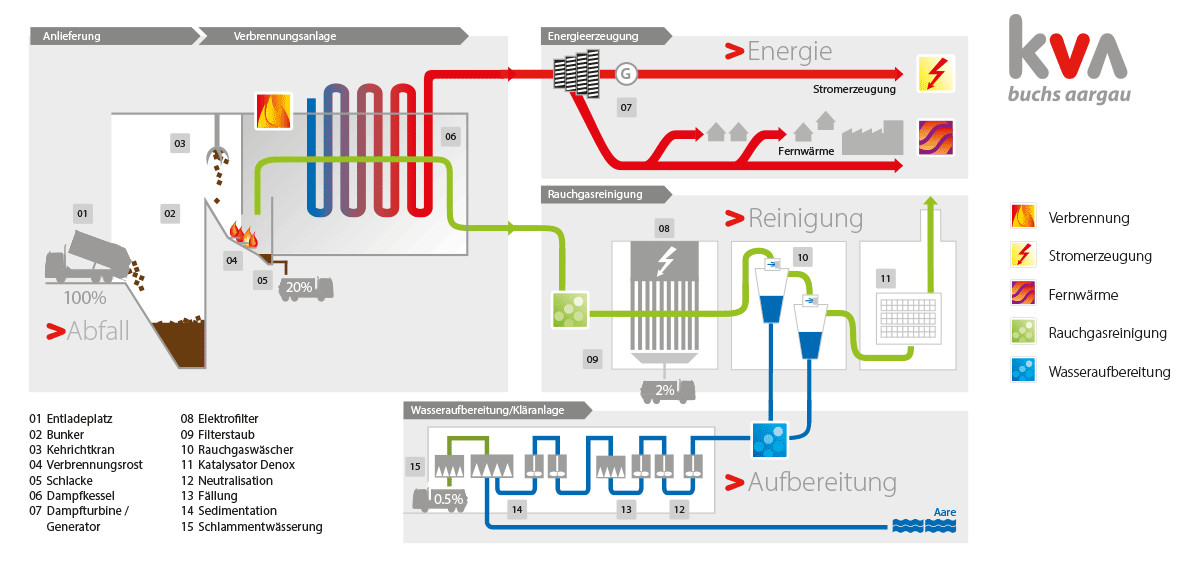 Anlieferung
Verbrennungsanlage
03
06
01
02
04
05
20%
100%
>Abfall
Energieerzeugung
>Energie
G
Stromerzeugung
07
Fernwärme
Rauchgasreinigung
>Reinigung
08
10
11
09
2%
Wasseraufbereitung/Kläranlage
15
0.5%
14
13
12
>Aufbereitung
Aare
kva
buchs aargau
Verbrennung
Stromerzeugung
Fernwärme
Rauchgasreinigung
Wasseraufbereitung
01 Entladeplatz
02 Bunker
03 Kehrichtkran
04 Verbrennungsrost
05 Schlacke
06 Dampfkessel
07 Dampfturbine /
Generator
08 Elektrofilter
09 Filterstaub
10 Rauchgaswäscher
11 Katalysator Denox
12 Neutralisation
13 Fällung
14 Sedimentation
15 Schlammentwässerung